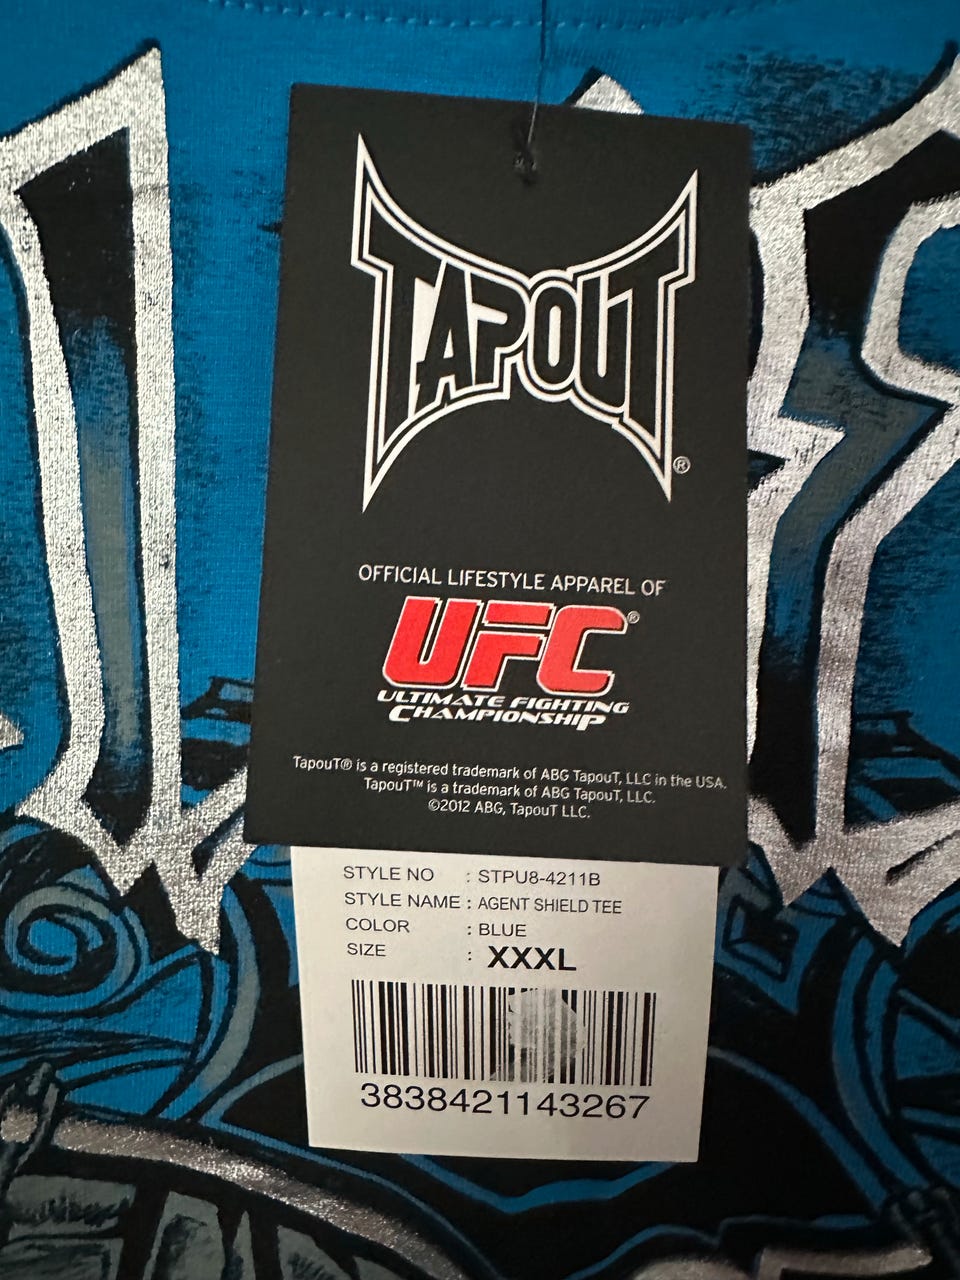 TAPOUT
®
OFFICIAL LIFESTYLE APPAREL OF
UFC®
ULTIMATE FIGHTING
CHAMPIONSHIP
TapouT® is a registered trademark of ABG TapouT, LLC in the USA.
TapouT™ is a trademark of ABG TapouT, LLC.
©2012 ABG, TapouT LLC.
STYLE NO : STPU8-4211B
STYLE NAME : AGENT SHIELD TEE
COLOR : BLUE
SIZE : XXXL
3838421143267